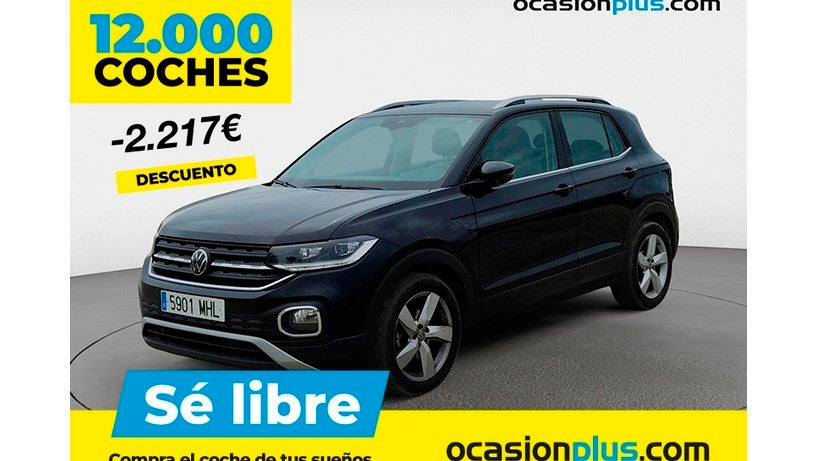 ocasionplus.com
12.000
COCHES
-2.217€
DESCUENTO
5901 MHL
Sé libre
Compra el coche de tus sueños
ocasionplus.com